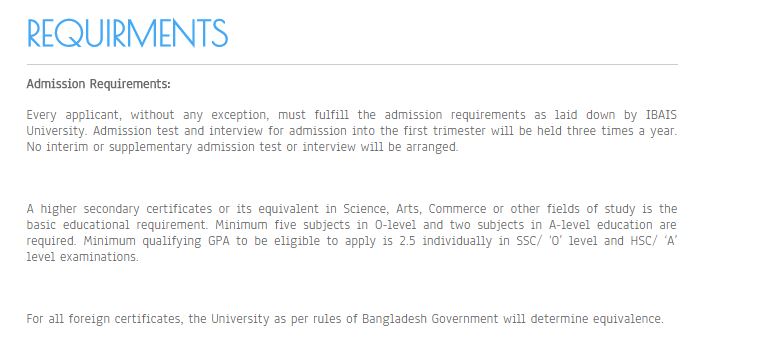 REQUIRMENTS
Admission Requirements:
Every applicant, without any exception, must fulfill the admission requirements as laid down by IBAIS
University. Admission test and interview for admission into the first trimester will be held three times a year.
No interim or supplementary admission test or interview will be arranged.
A higher secondary certificates or its equivalent in Science, Arts, Commerce or other fields of study is the
basic educational requirement. Minimum five subjects in O-level and two subjects in A-level education are
required. Minimum qualifying GPA to be eligible to apply is 2.5 individually in SSC/ ‘O’ level and HSC/ ‘A’
level examinations.
For all foreign certificates, the University as per rules of Bangladesh Government will determine equivalence.